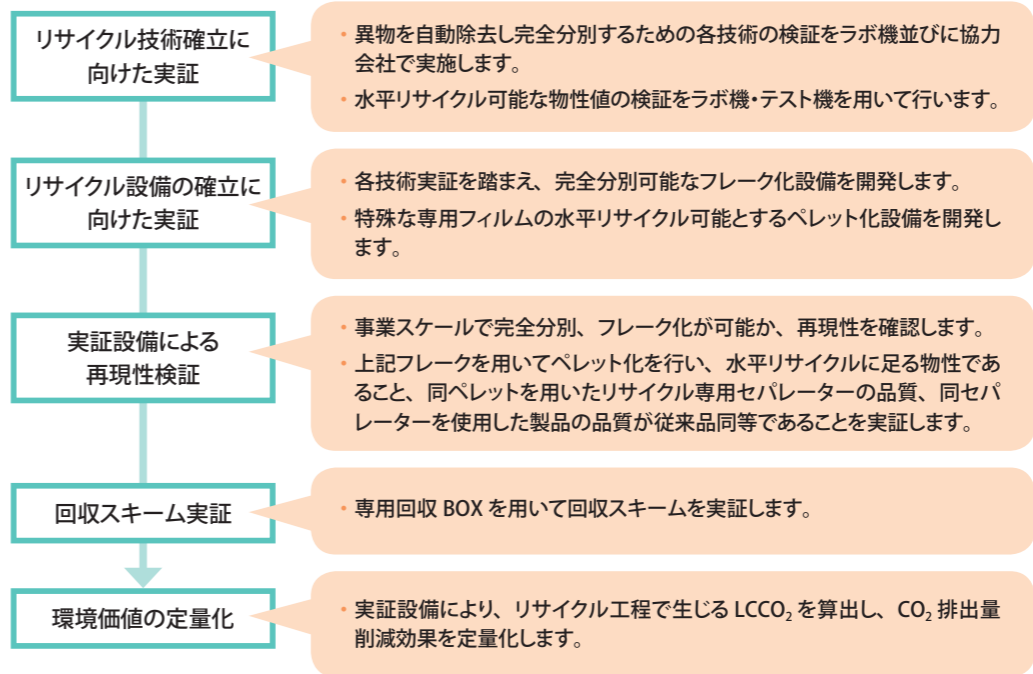 リサイクル技術確立に
向けた実証
・異物を自動除去し完全分別するための各技術の検証をラボ機並びに協力
会社で実施します。
・水平リサイクル可能な物性値の検証をラボ機・テスト機を用いて行います。
リサイクル設備の確立に
向けた実証
・各技術実証を踏まえ、完全分別可能なフレーク化設備を開発します。
・特殊な専用フィルムの水平リサイクル可能とするペレット化設備を開発し
ます。
実証設備による
再現性検証
・事業スケールで完全分別、フレーク化が可能か、再現性を確認します。
・上記フレークを用いてペレット化を行い、水平リサイクルに足る物性であ
ること、同ペレットを用いたリサイクル専用セパレーターの品質、同セパ
レーターを使用した製品の品質が従来品同等であることを実証します。
回収スキーム実証
・専用回収 BOX を用いて回収スキームを実証します。
環境価値の定量化
・実証設備により、リサイクル工程で生じる LCCO₂ を算出し、CO₂ 排出量
削減効果を定量化します。